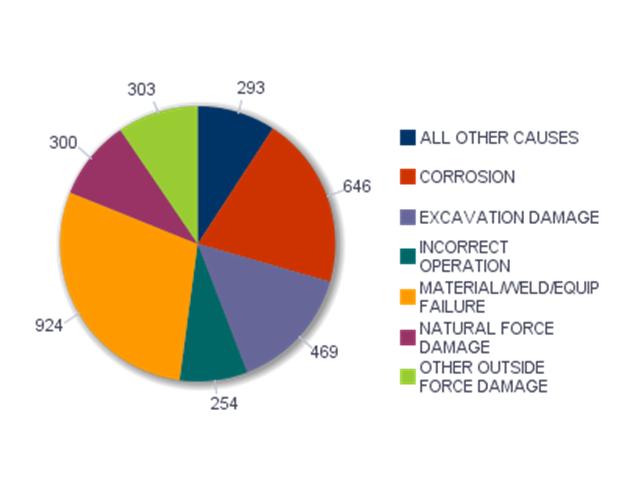 303
293
300
646
924
469
254
ALL OTHER CAUSES
CORROSION
EXCAVATION DAMAGE
INCORRECT
OPERATION
MATERIAL/WELD/EQUIP
FAILURE
NATURAL FORCE
DAMAGE
OTHER OUTSIDE
FORCE DAMAGE